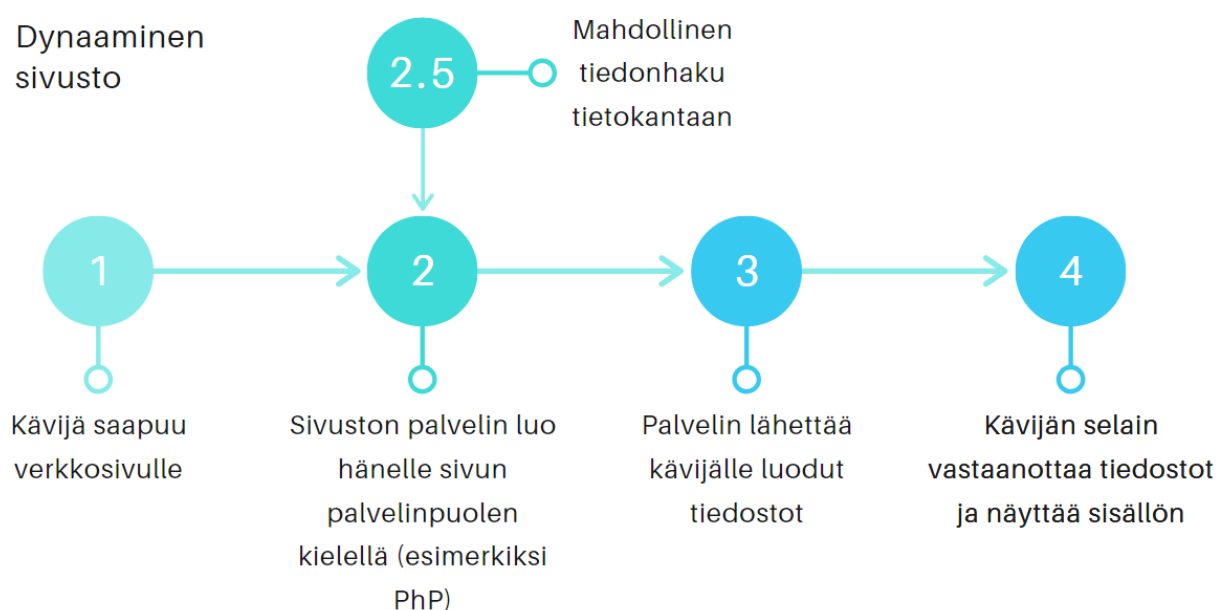 Dynaaminen
sivusto
2.5
Mahdollinen
tiedonhaku
tietokantaan
1
2
3
4
Kävijä saapuu
verkkosivulle
Sivuston palvelin luo
hänelle sivun
palvelinpuolen
kielellä (esimerkiksi
PhP)
Palvelin lähettää
kävijälle luodut
tiedostot
Kävijän selain
vastaanottaa tiedostot
ja näyttää sisällön